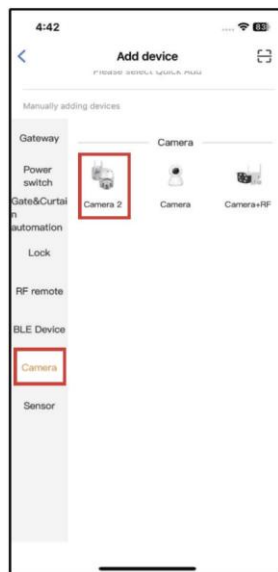 4:42
83
Add device
Please select Quick Add
Manually adding devices
Gateway
Camera
Power
switch
Gate&Curtai
n
automation
Camera 2
Camera
Camera+RF
Lock
RF remote
BLE Device
Camera
Sensor